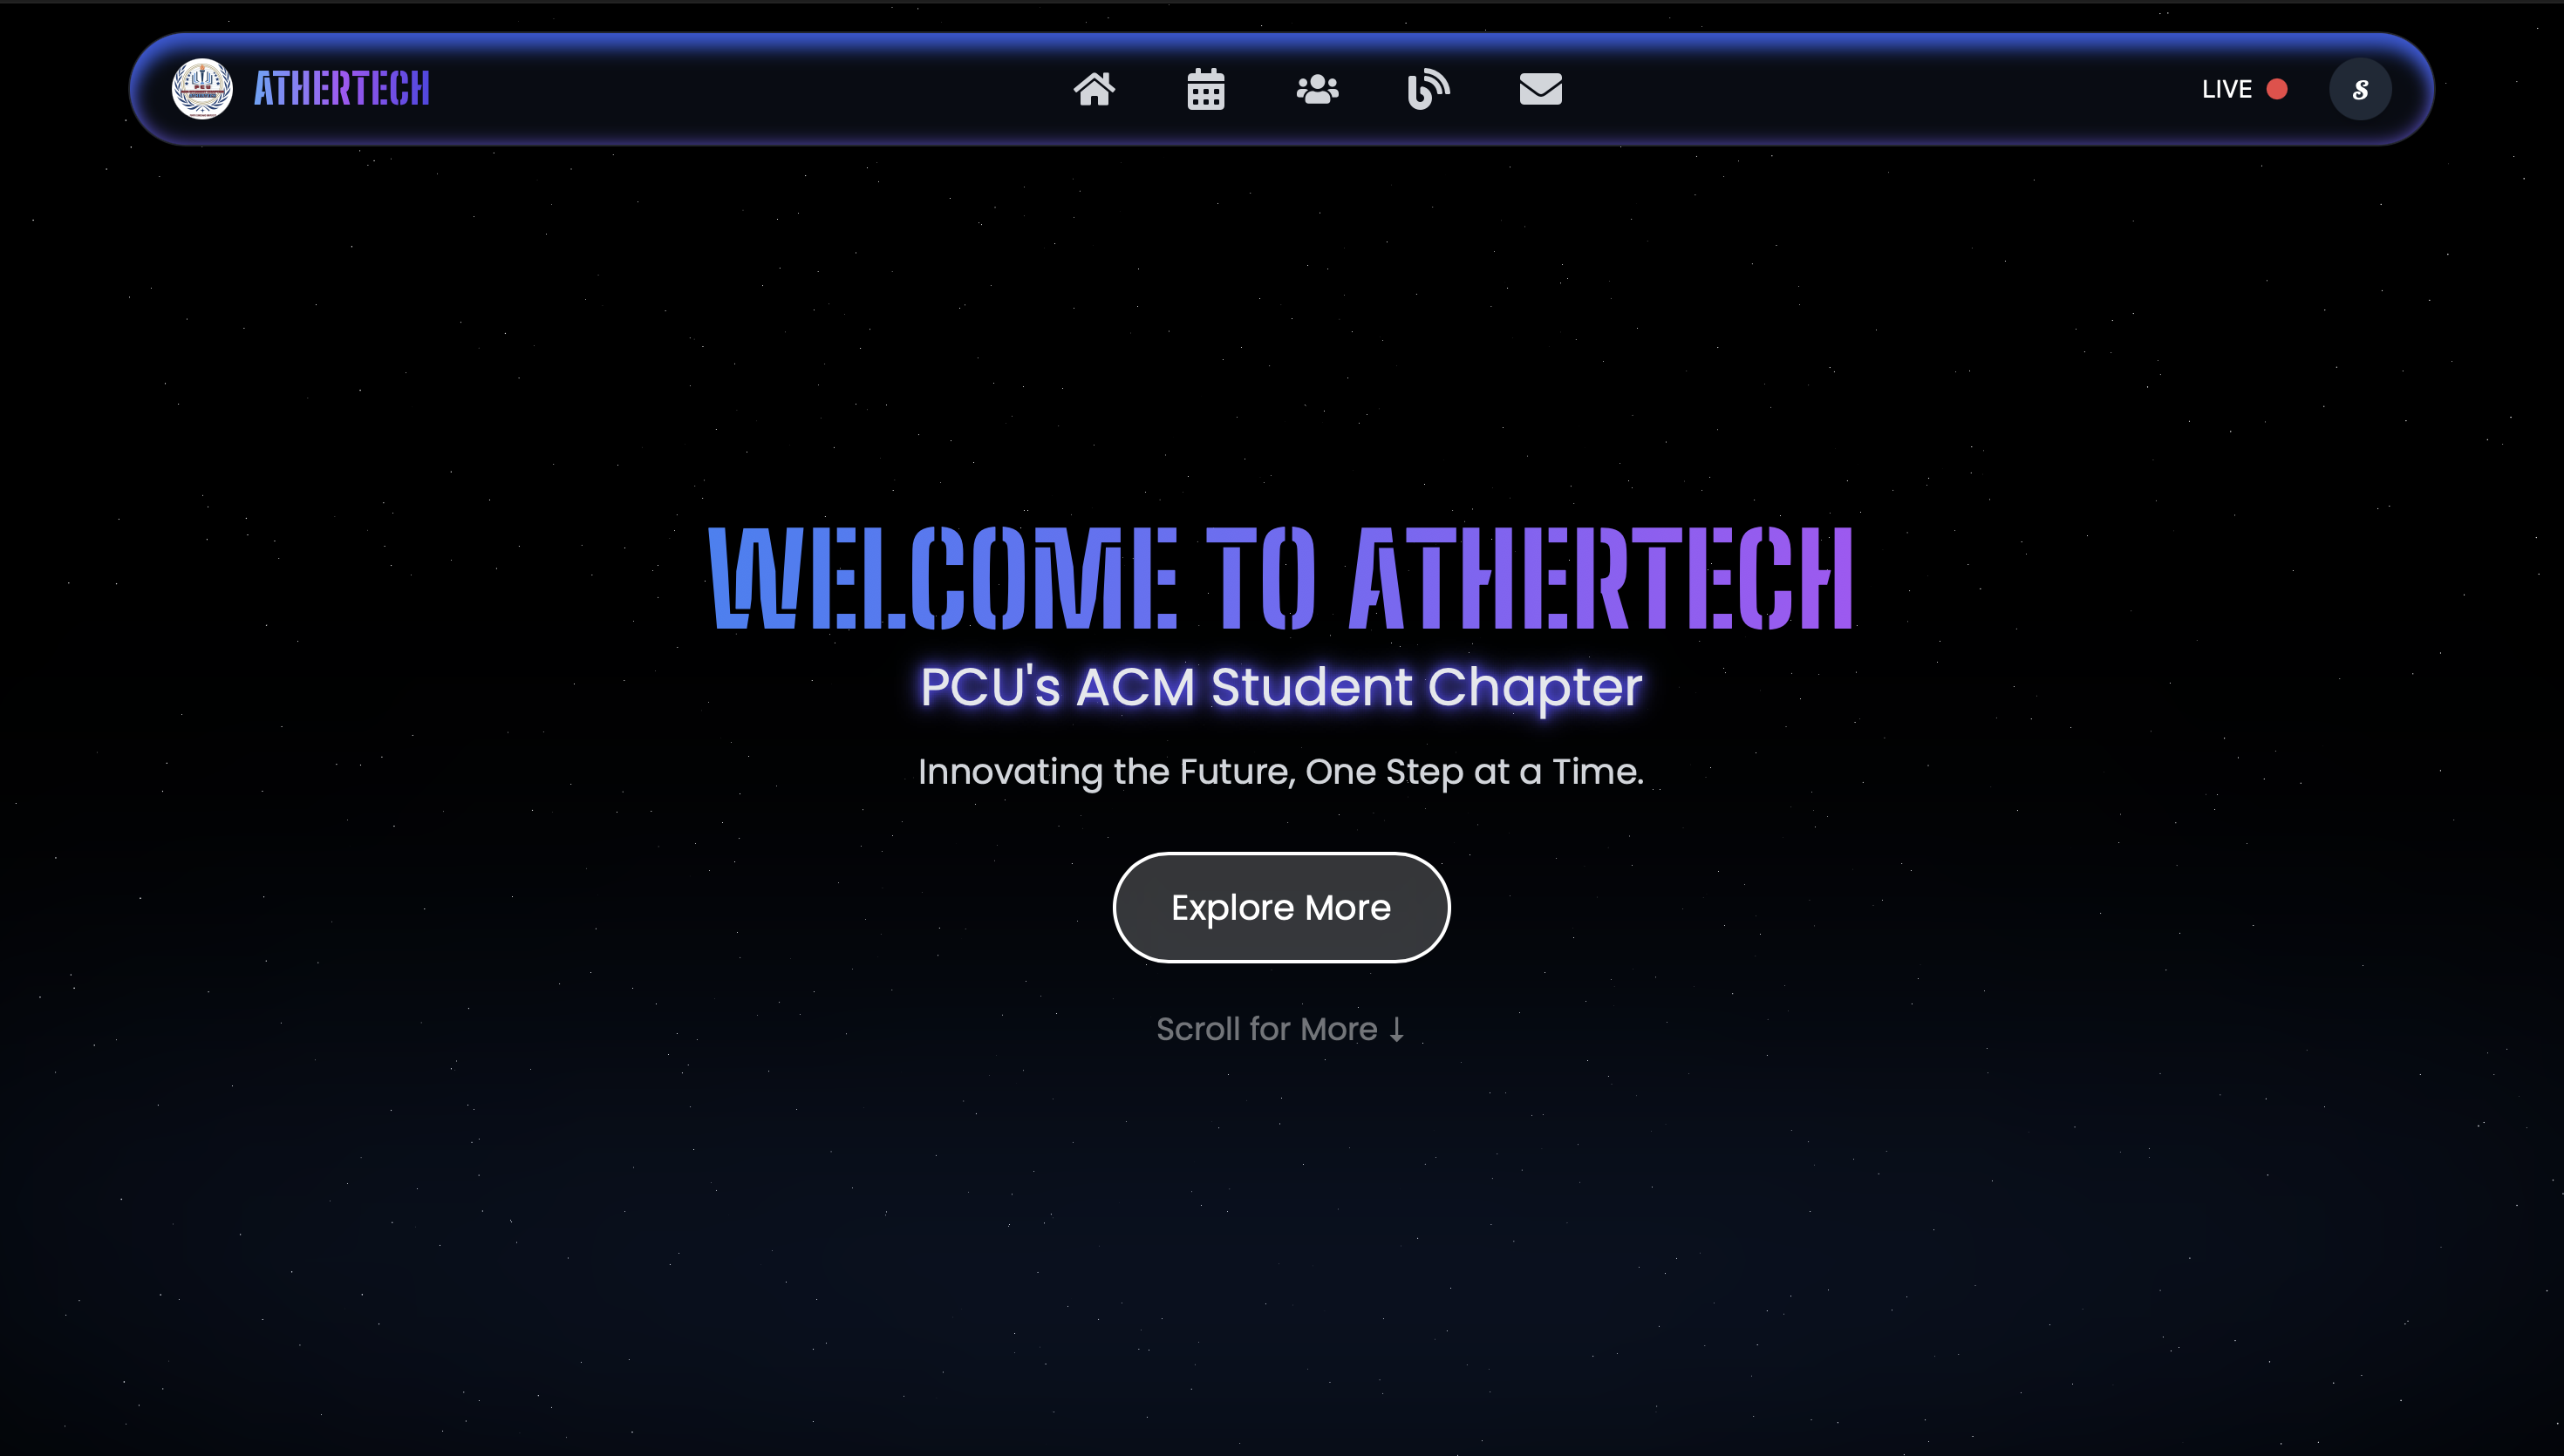 ATHERTECH
LIVE
S
WELCOME TO ATHERTECH
PCU's ACM Student Chapter
Innovating the Future, One Step at a Time.
Explore More
Scroll for More ↓